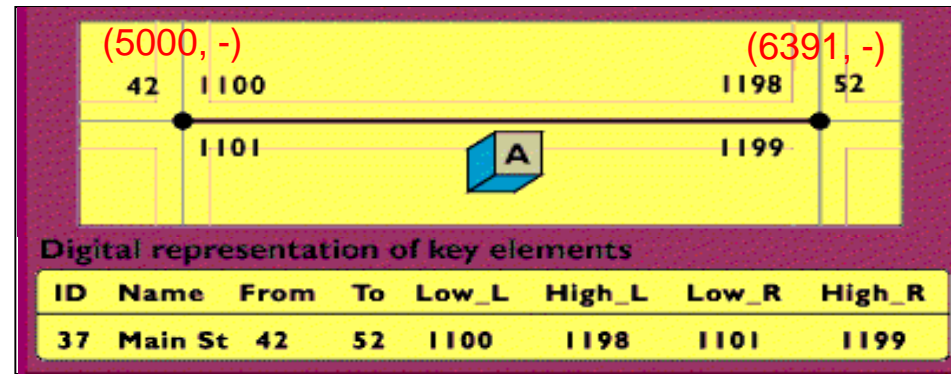 (5000, -) (6391, -)
42 1100 1198 52
1101 A 1199
Digital representation of key elements
ID Name From To Low_L High_L Low_R High_R
37 Main St 42 52 1100 1198 1101 1199